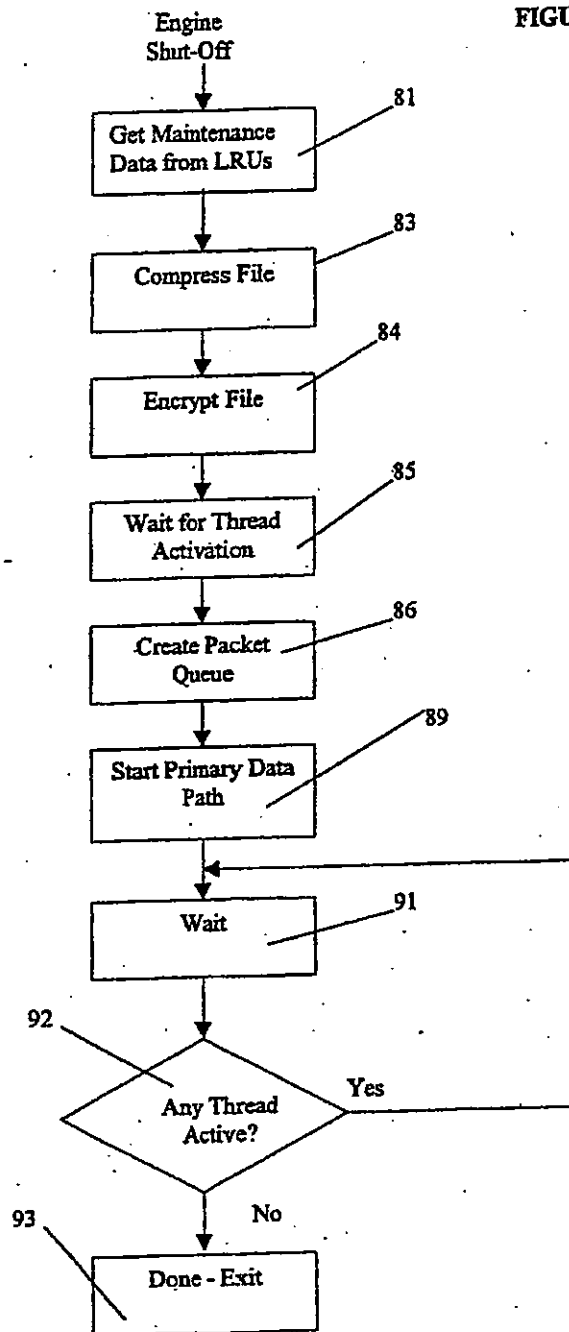 Engine
Shut-Off
FIGU
81
Get Maintenance
Data from LRUs
83
Compress File
84
Encrypt File
85
Wait for Thread
Activation
86
Create Packet
Queue
89
Start Primary Data
Path
91
Wait
92
Any Thread
Active?
Yes
No
93
Done - Exit